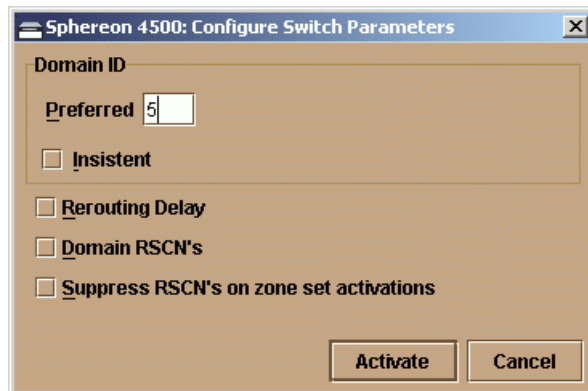 Sphereon 4500: Configure Switch Parameters
Domain ID
Preferred 5
Insistent
Rerouting Delay
Domain RSCN's
Suppress RSCN's on zone set activations
Activate Cancel